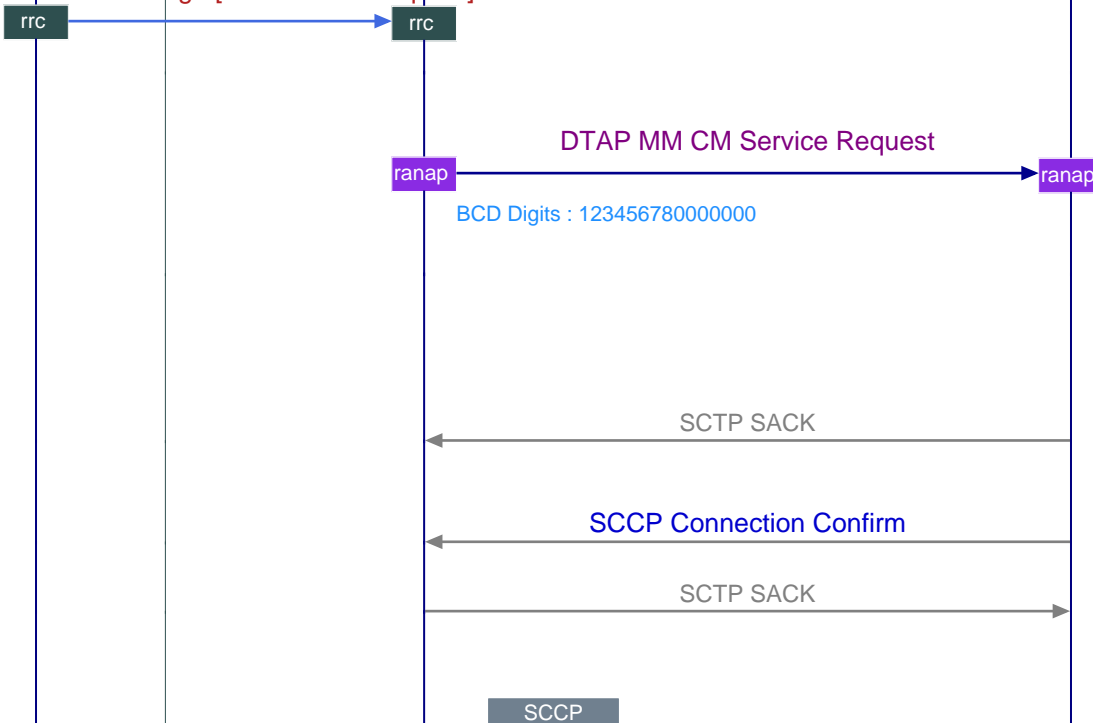 rrc rrc
DTAP MM CM Service Request
ranap ranap
BCD Digits : 123456780000000
SCTP SACK
SCCP Connection Confirm
SCTP SACK
SCCP